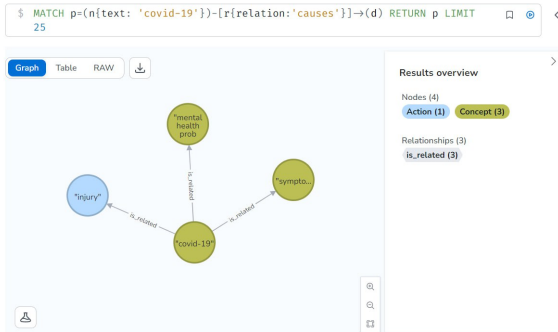 $ MATCH p=(n{text: 'covid-19'})-[r{relation:'causes'}]→(d) RETURN p LIMIT
25
Graph Table RAW
Results overview
Nodes (4)
Action (1) Concept (3)
Relationships (3)
is_related (3)
"mental
health
prob
is_related
"injury"
"sympto...
is_related
is_related
"covid-19"